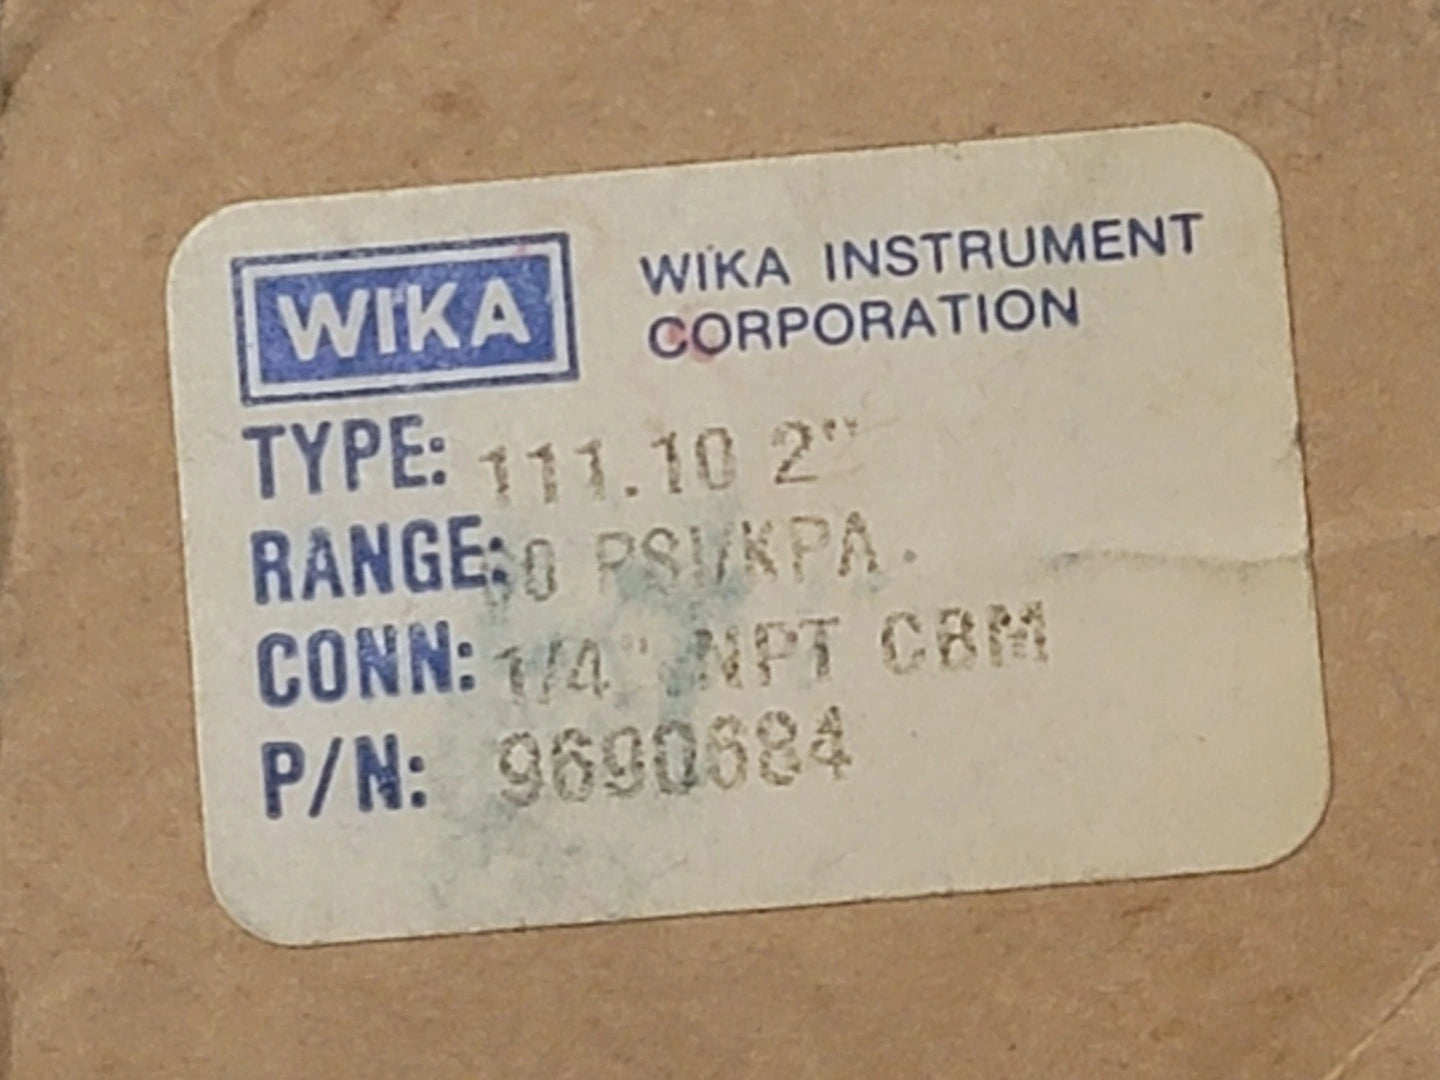 WIKA
WIKA INSTRUMENT
CORPORATION
TYPE: 111.10 2"
RANGE: PSI/KPA.
CONN: 1/4" NPT CBM
P/N: 9690684